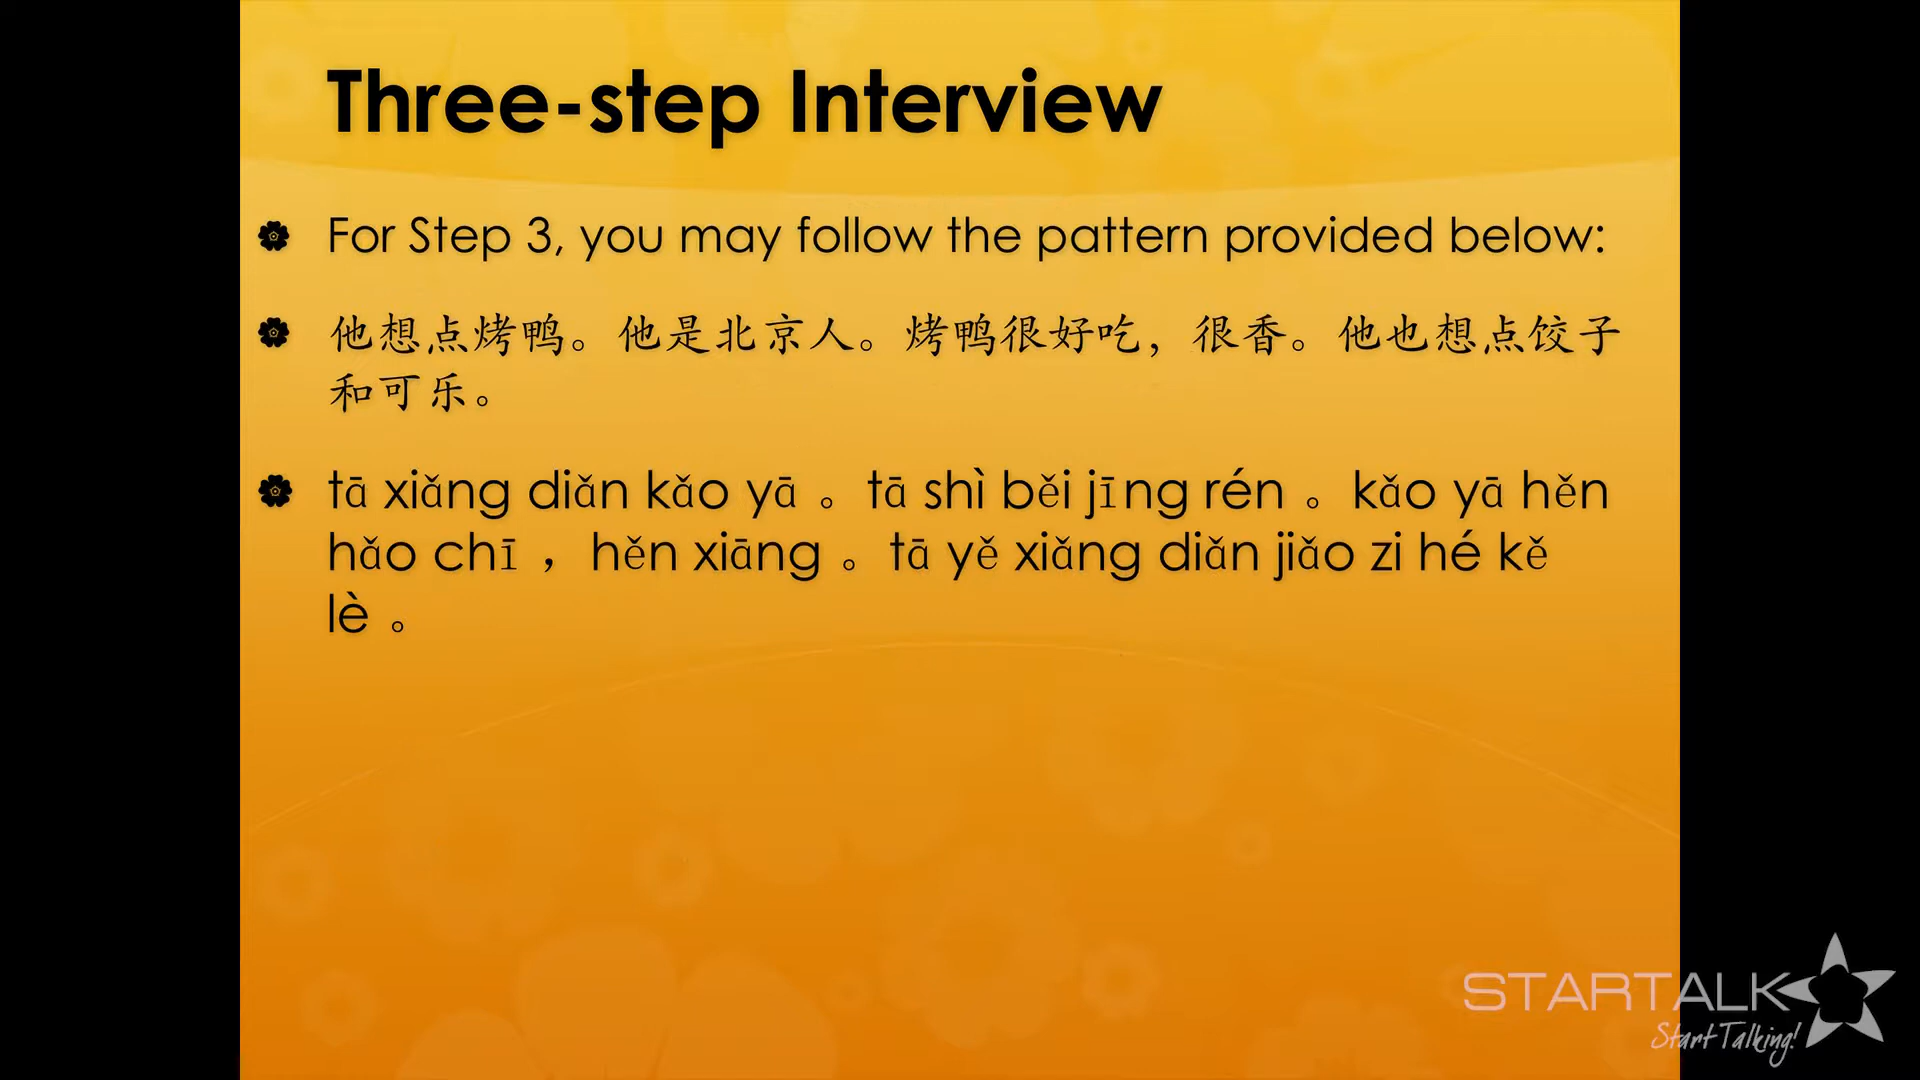 Three-step Interview
For Step 3, you may follow the pattern provided below:
他想点烤鸭。他是北京人。烤鸭很好吃，很香。他也想点饺子
和可乐。
tā xiǎng diǎn kǎo yā 。tā shì běi jīng rén 。kǎo yā hěn
hǎo chī ，hěn xiāng 。tā yě xiǎng diǎn jiǎo zi hé kě
lè 。
STARTALK
Start Talking!